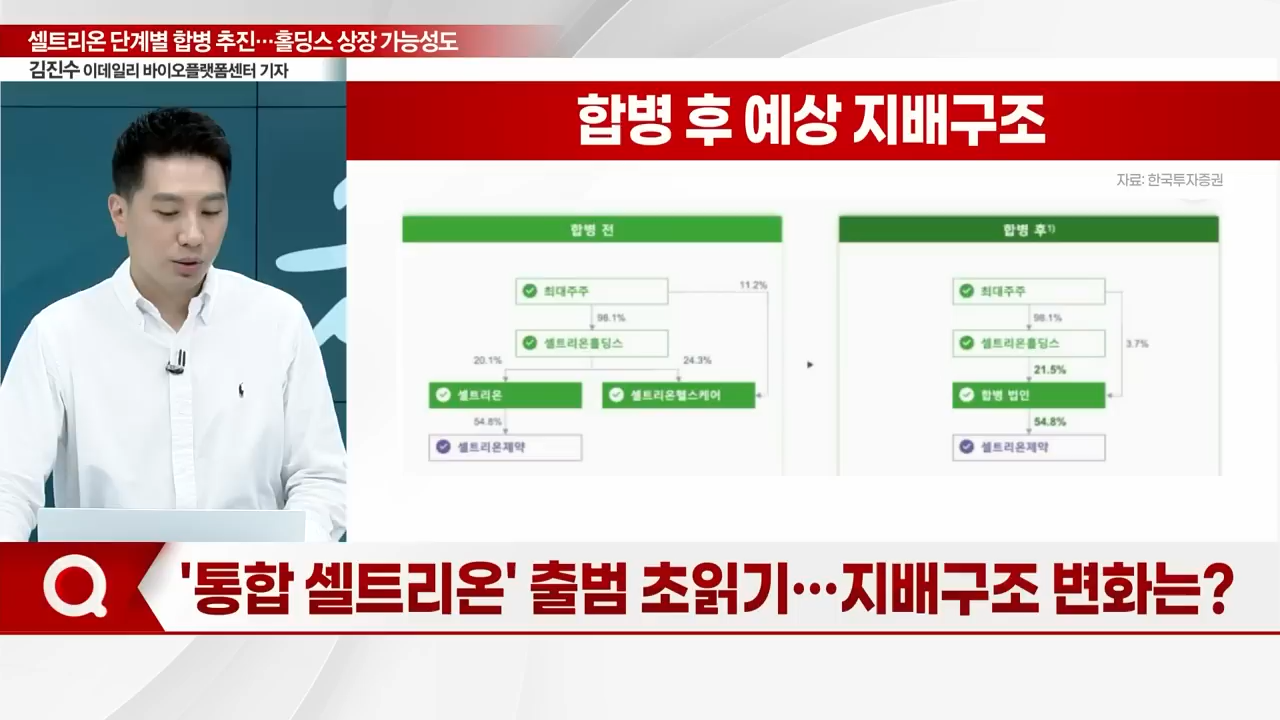 셀트리온 단계별 합병 추진…홀딩스 상장 가능성도
김진수 이데일리 바이오플랫폼센터 기자
합병 후 예상 지배구조
자료: 한국투자증권
합병 전
최대주주
11.2%
98.1%
셀트리온홀딩스
20.1%
24.3%
셀트리온
셀트리온헬스케어
54.8%
셀트리온제약
합병 후1)
최대주주
98.1%
셀트리온홀딩스
3.7%
21.5%
합병 법인
54.8%
셀트리온제약
'통합 셀트리온' 출범 초읽기…지배구조 변화는?